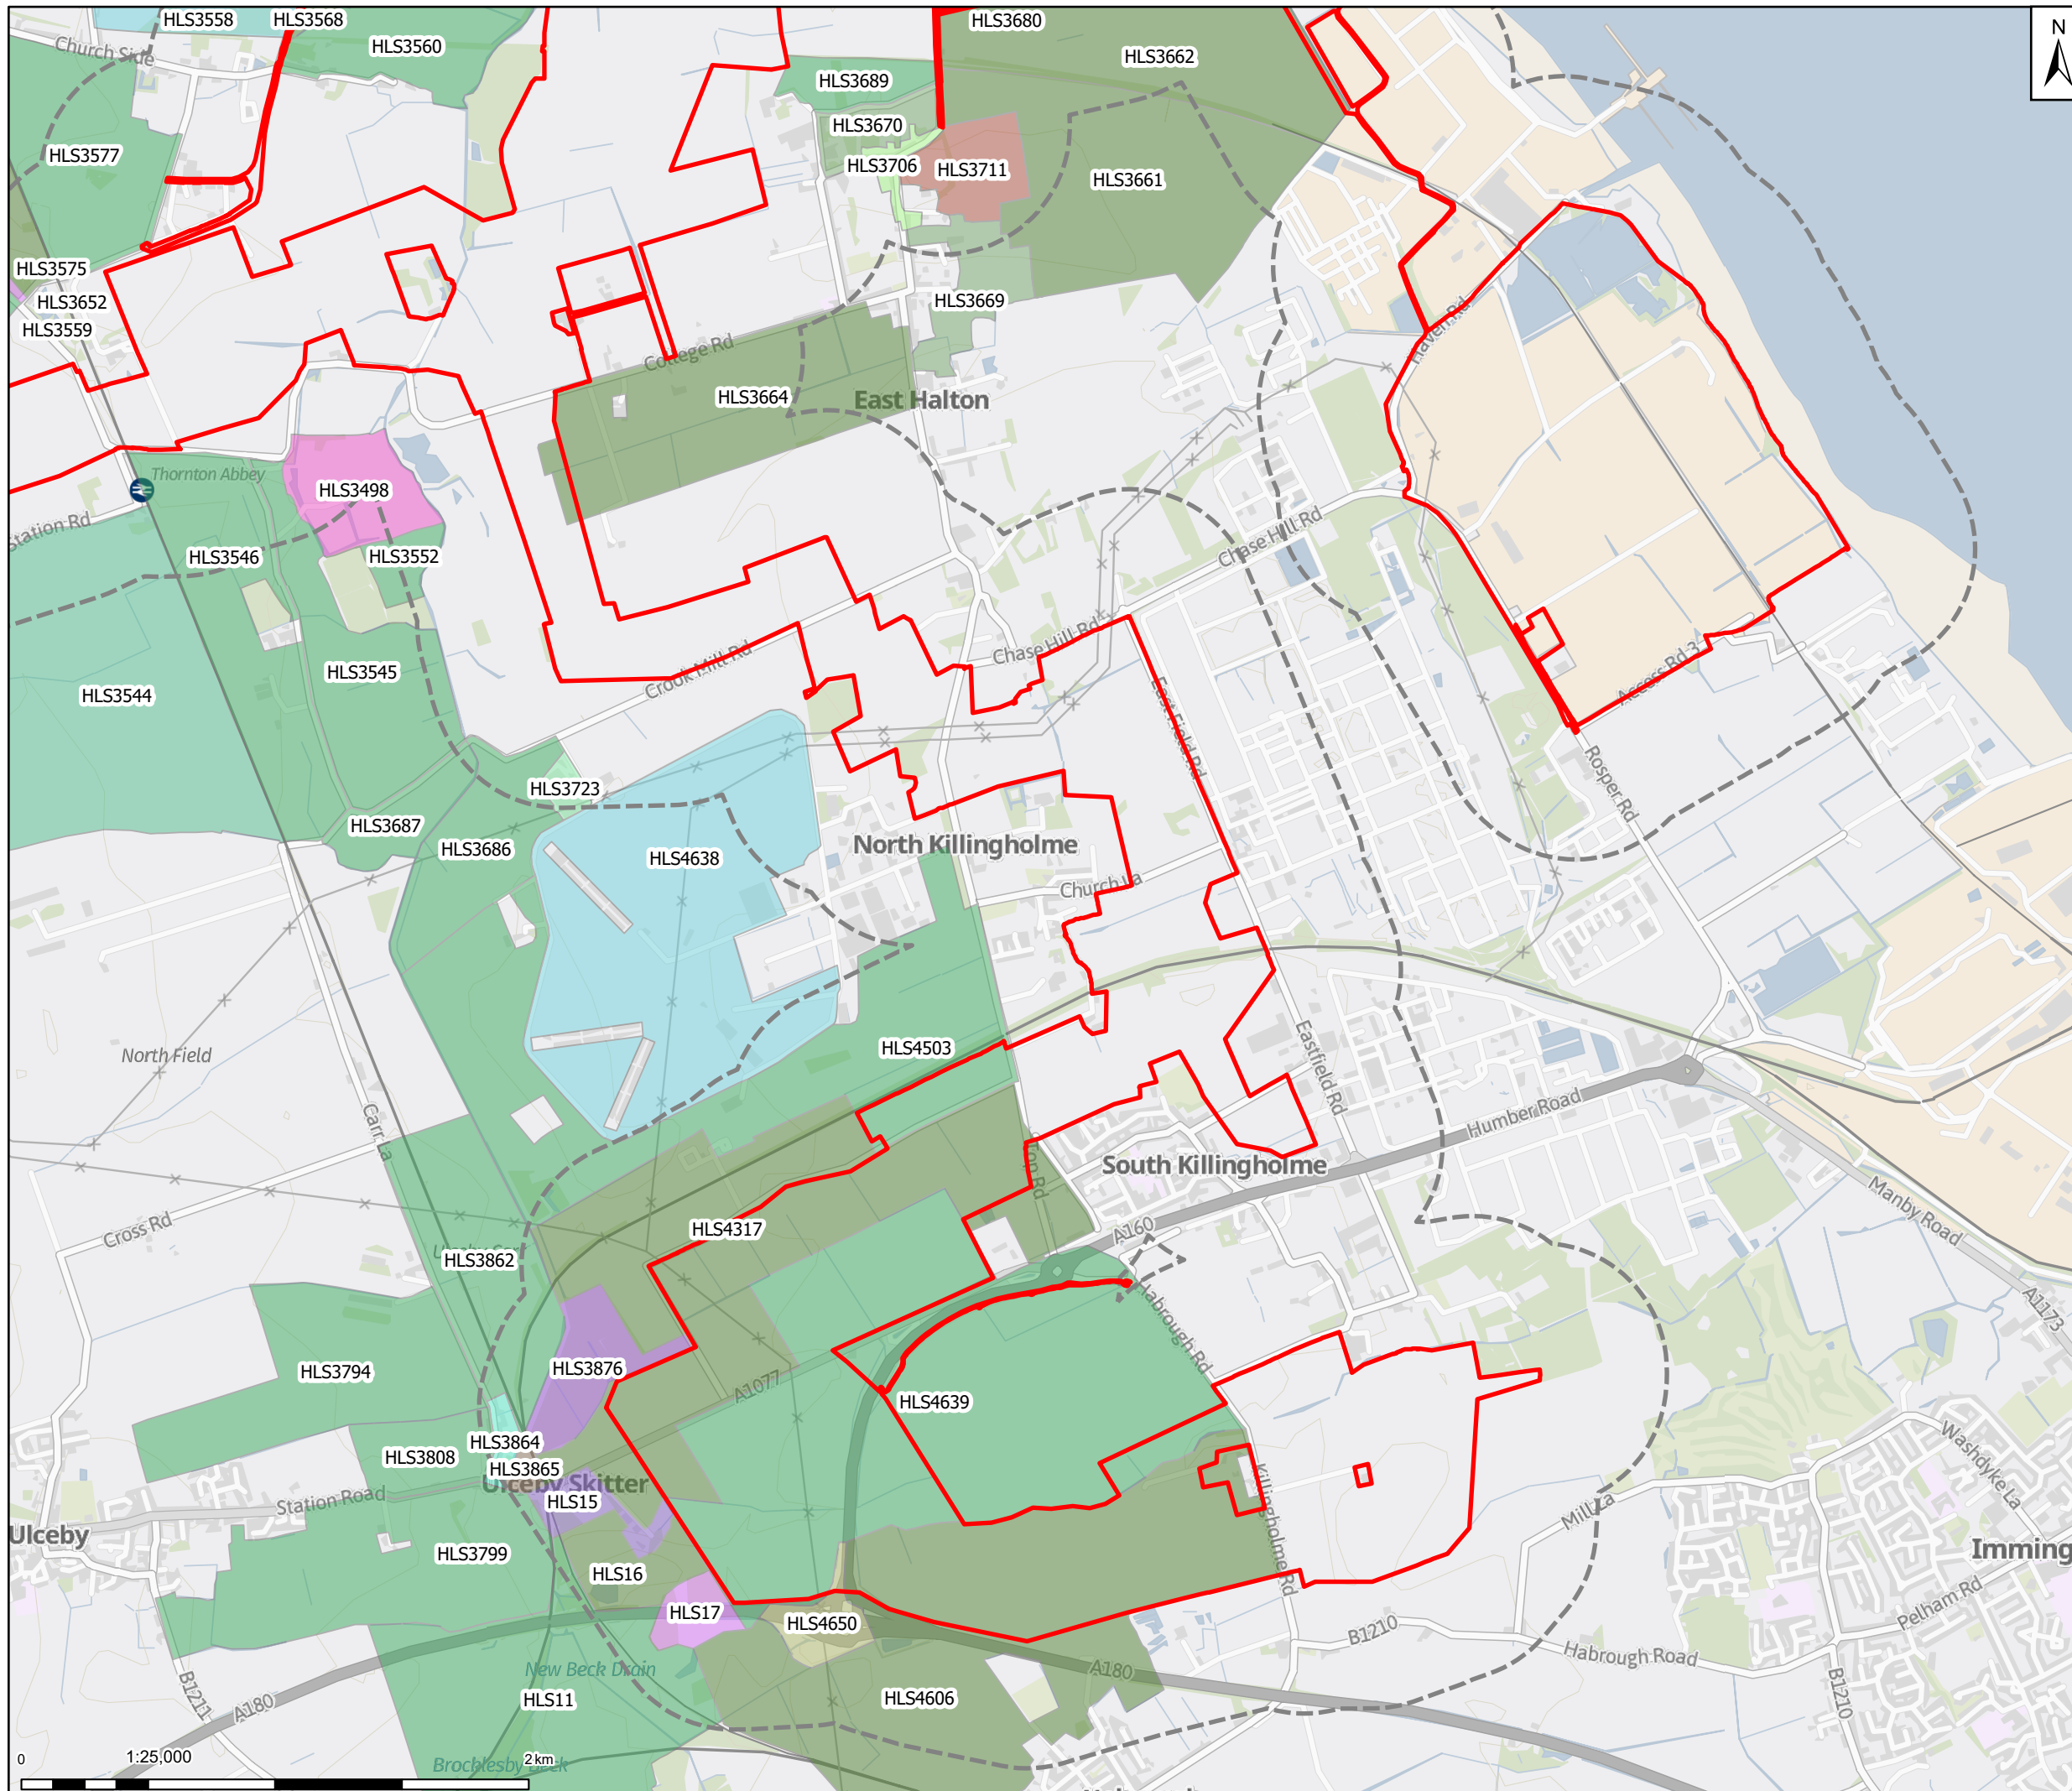 HLS3558
HLS3568
HLS3680
N
Church Side
HLS3560
HLS3662
HLS3689
HLS3670
HLS3577
HLS3706
HLS3711
HLS3661
HLS3575
HLS3652
HLS3669
HLS3559
Haven Rd
College Rd
HLS3664
East Halton
Thornton Abbey
HLS3498
Station Rd
Chase Hill Rd
HLS3546
HLS3552
Chase Hill Rd
HLS3545
Crook Mill Rd
Access Rd 3
HLS3544
East Field Rd
Rosper Rd
HLS3723
HLS3687
HLS3686
HLS4638
North Killingholme
Church La
North Field
HLS4503
Eastfield Rd
Carr La
Humber Road
South Killingholme
Top Rd
Manby Road
Cross Rd
HLS4317
A160
HLS3862
A1173
Habrough Rd
HLS3794
HLS3876
A1077
HLS4639
HLS3864
HLS3808
HLS3865
Ulceby Skitter
Washdyke La
Station Road
HLS15
Killingholme Rd
Mill La
Ulceby
HLS3799
Imming
HLS16
Pelham Rd
HLS17
HLS4650
B1210
Habrough Road
New Beck Drain
A180
B1211
HLS11
HLS4606
B1210
A180
0
1:25,000
2 km
Brocklesby Beck